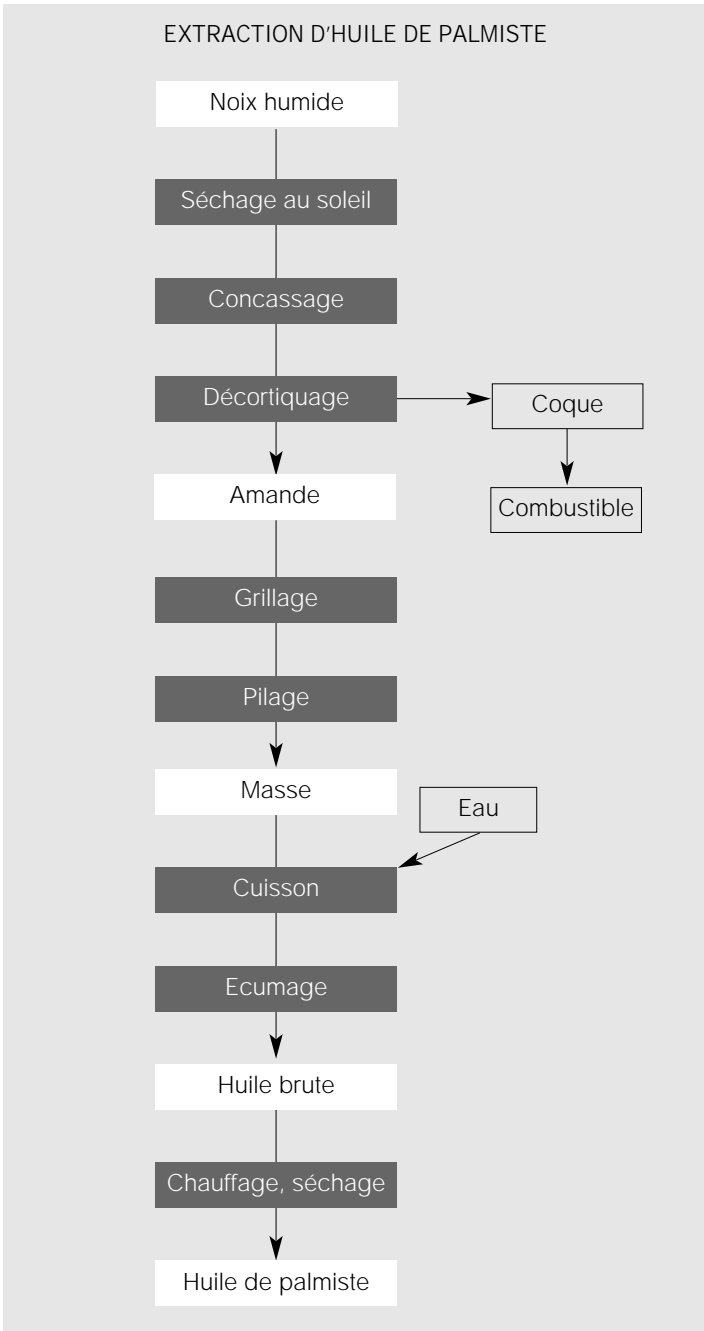 EXTRACTION D'HUILE DE PALMISTE
Noix humide
Séchage au soleil
Concassage
Décortiquage
Coque
Amande
Combustible
Grillage
Pilage
Masse
Eau
Cuisson
Ecumage
Huile brute
Chauffage, séchage
Huile de palmiste